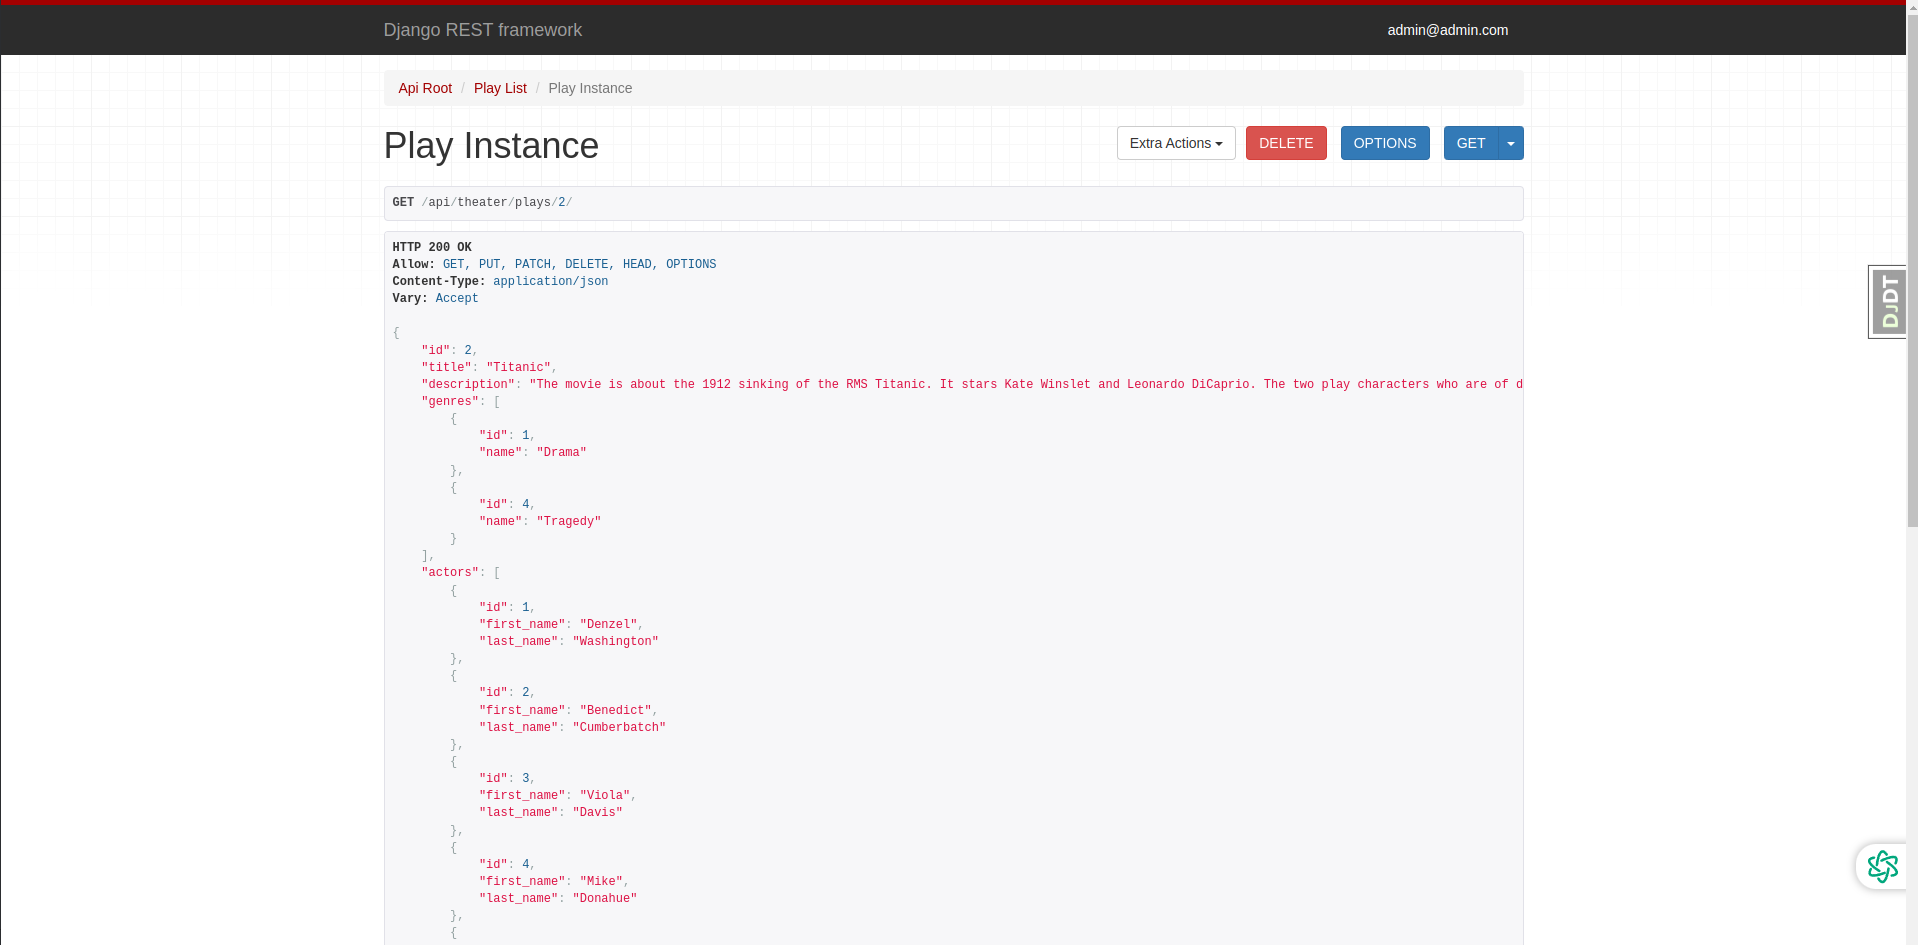 Django REST framework
admin@admin.com
Api Root / Play List / Play Instance
Play Instance
Extra Actions
DELETE
OPTIONS
GET
GET /api/theater/plays/2/
HTTP 200 OK
Allow: GET, PUT, PATCH, DELETE, HEAD, OPTIONS
Content-Type: application/json
Vary: Accept
{
    "id": 2,
    "title": "Titanic",
    "description": "The movie is about the 1912 sinking of the RMS Titanic. It stars Kate Winslet and Leonardo DiCaprio. The two play characters who are of d
    "genres": [
        {
            "id": 1,
            "name": "Drama"
        },
        {
            "id": 4,
            "name": "Tragedy"
        }
    ],
    "actors": [
        {
            "id": 1,
            "first_name": "Denzel",
            "last_name": "Washington"
        },
        {
            "id": 2,
            "first_name": "Benedict",
            "last_name": "Cumberbatch"
        },
        {
            "id": 3,
            "first_name": "Viola",
            "last_name": "Davis"
        },
        {
            "id": 4,
            "first_name": "Mike",
            "last_name": "Donahue"
        },
        {
DJDT